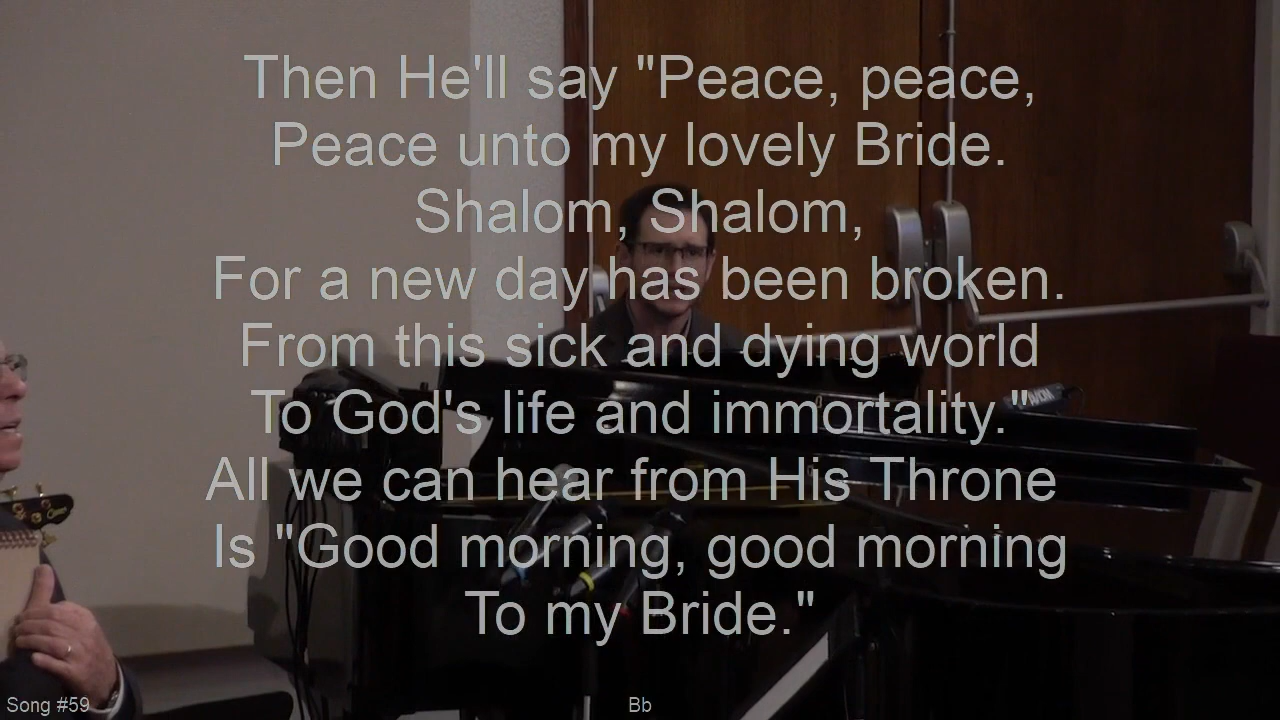 Then He'll say "Peace, peace,
Peace unto my lovely Bride.
Shalom, Shalom,
For a new day has been broken.
From this sick and dying world
To God's life and immortality."
All we can hear from His Throne
Is "Good morning, good morning
To my Bride."
Song #59
Bb